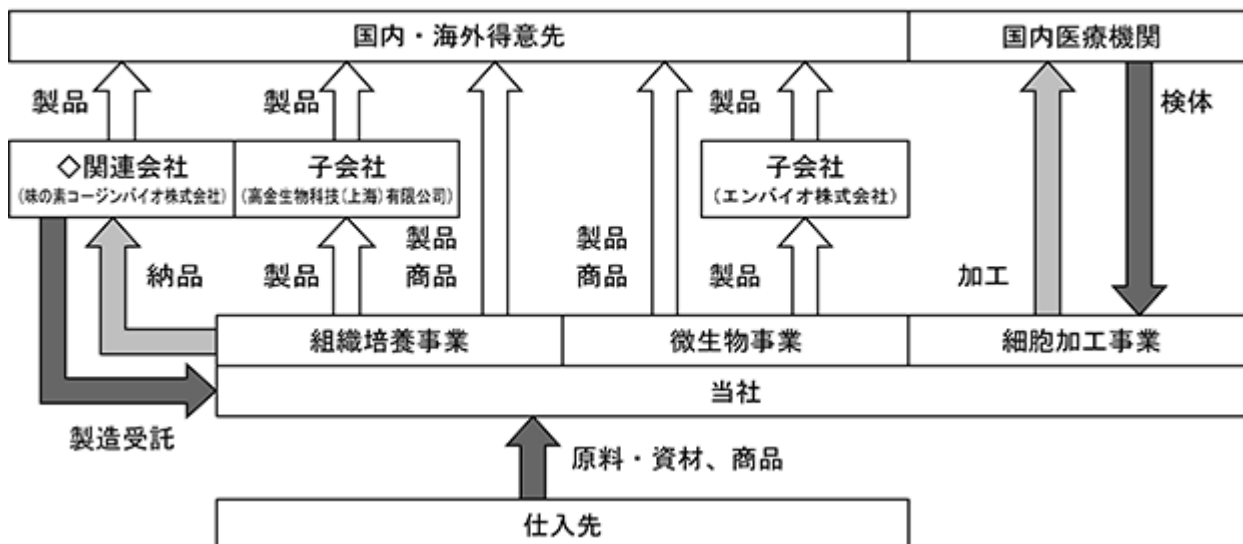 国内・海外得意先
国内医療機関
製品
製品
製品
検体
◇関連会社
(味の素コージンバイオ株式会社)
子会社
(高金生物科技(上海)有限公司)
子会社
(エンバイオ株式会社)
納品
製品
製品
商品
製品
商品
製品
加工
組織培養事業
微生物事業
細胞加工事業
当社
製造受託
原料・資材、商品
仕入先